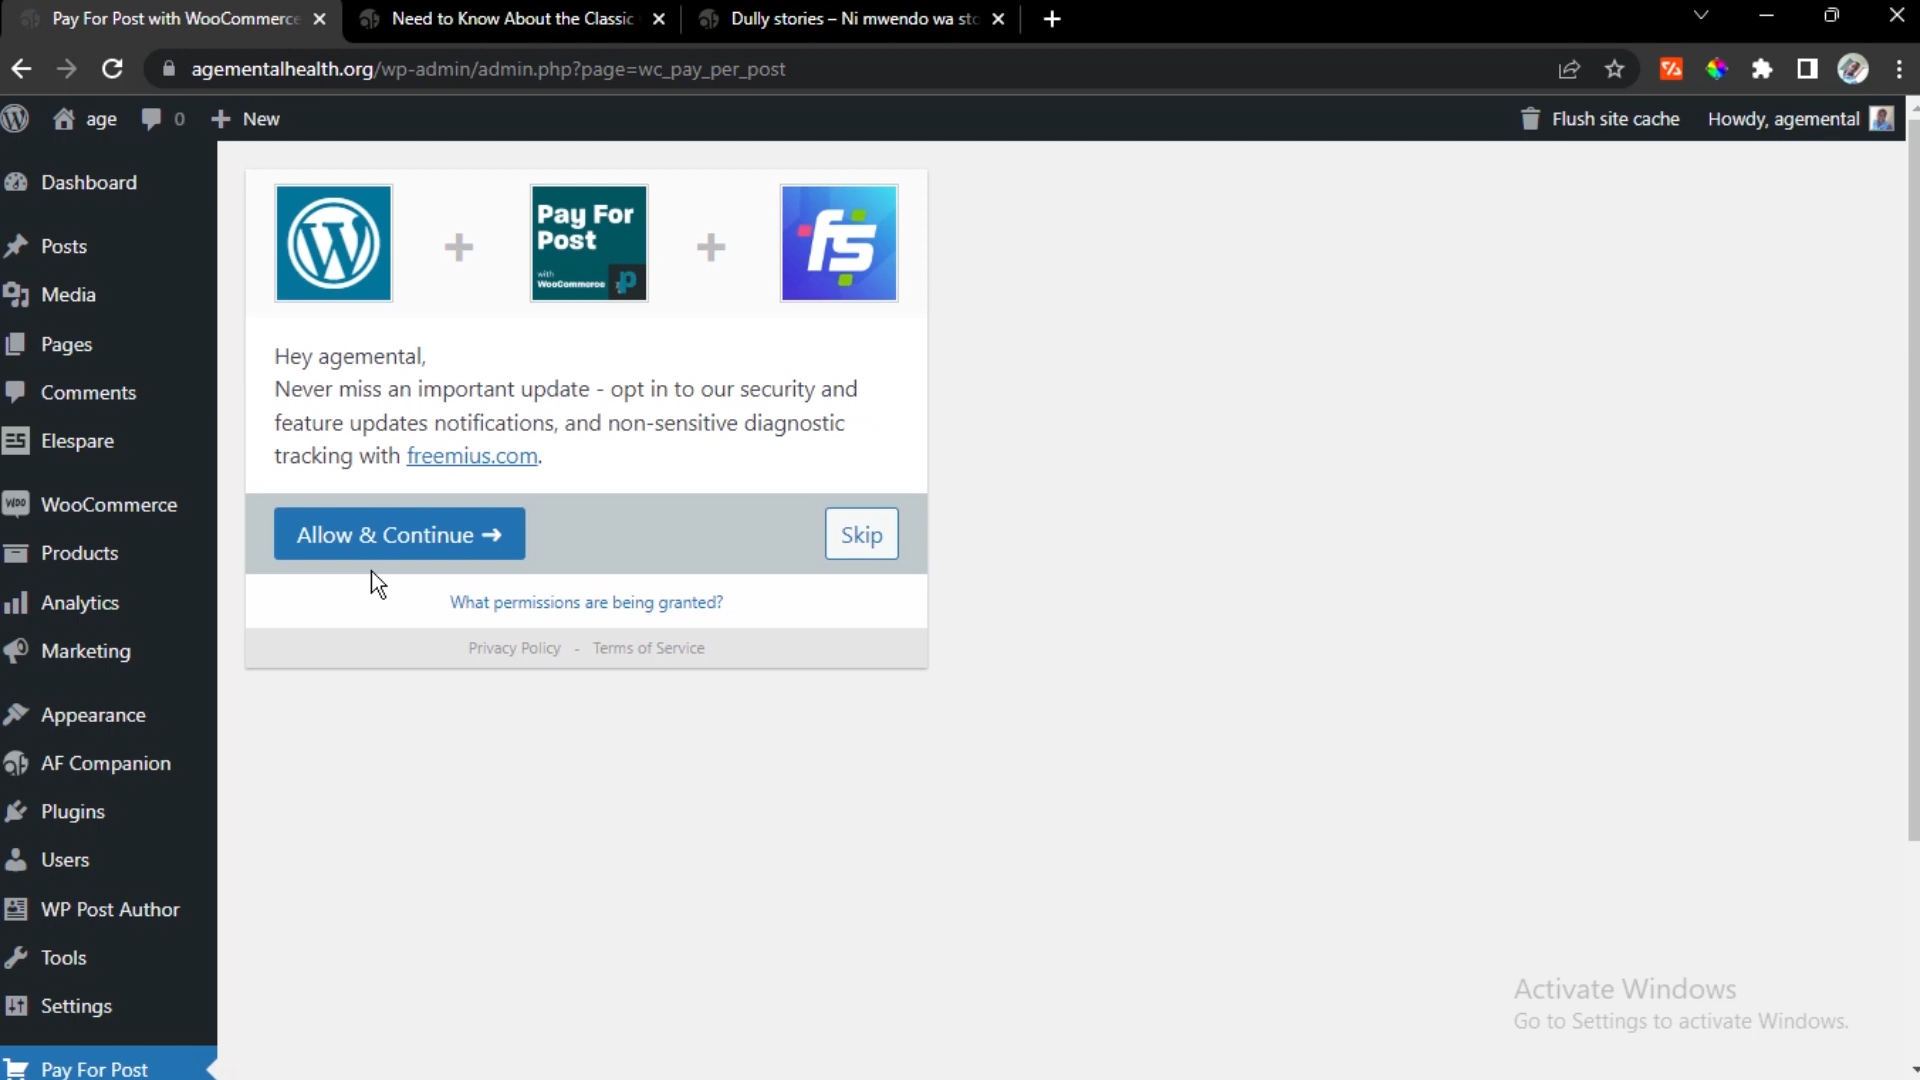 Pay For Post with WooCommerce
Need to Know About the Classic
Dully stories – Ni mwendo wa sto
agementalhealth.org/wp-admin/admin.php?page=wc_pay_per_post
age
0
New
Flush site cache
Howdy, agemental
Dashboard
Posts
Media
Pages
Comments
Elespare
WooCommerce
Products
Analytics
Marketing
Appearance
AF Companion
Plugins
Users
WP Post Author
Tools
Settings
Pay For Post
Pay For
Post
with
WooCommerce
Hey agemental,
Never miss an important update - opt in to our security and
feature updates notifications, and non-sensitive diagnostic
tracking with freemius.com.
Allow & Continue ➜
Skip
What permissions are being granted?
Privacy Policy - Terms of Service
Activate Windows
Go to Settings to activate Windows.